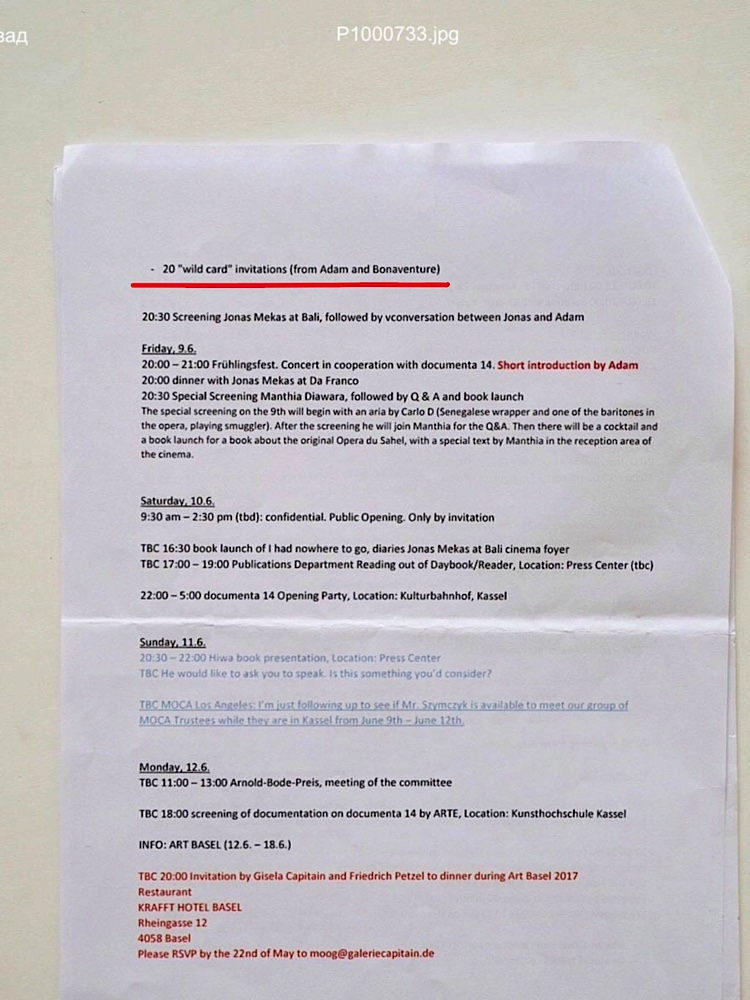 зад
P1000733.jpg
- 20 "wild card" invitations (from Adam and Bonaventure)
20:30 Screening Jonas Mekas at Bali, followed by vconversation between Jonas and Adam
Friday, 9.6.
20:00 – 21:00 Frühlingsfest. Concert in cooperation with documenta 14. Short introduction by Adam
20:00 dinner with Jonas Mekas at Da Franco
20:30 Special Screening Manthia Diawara, followed by Q & A and book launch
The special screening on the 9th will begin with an aria by Carlo D (Senegalese wrapper and one of the baritones in
the opera, playing smuggler). After the screening he will join Manthia for the Q&A. Then there will be a cocktail and
a book launch for a book about the original Opera du Sahel, with a special text by Manthia in the reception area of
the cinema.
Saturday, 10.6.
9:30 am – 2:30 pm (tbd): confidential. Public Opening. Only by invitation
TBC 16:30 book launch of I had nowhere to go, diaries Jonas Mekas at Bali cinema foyer
TBC 17:00 – 19:00 Publications Department Reading out of Daybook/Reader, Location: Press Center (tbc)
22:00 – 5:00 documenta 14 Opening Party, Location: Kulturbahnhof, Kassel
Sunday, 11.6.
20:30 – 22:00 Hiwa book presentation, Location: Press Center
TBC He would like to ask you to speak. Is this something you'd consider?
TBC MOCA Los Angeles: I'm just following up to see if Mr. Szymczyk is available to meet our group of
MOCA Trustees while they are in Kassel from June 9th – June 12th.
Monday, 12.6.
TBC 11:00 – 13:00 Arnold-Bode-Preis, meeting of the committee
TBC 18:00 screening of documentation on documenta 14 by ARTE, Location: Kunsthochschule Kassel
INFO: ART BASEL (12.6. – 18.6.)
TBC 20:00 Invitation by Gisela Capitain and Friedrich Petzel to dinner during Art Basel 2017
Restaurant
KRAFFT HOTEL BASEL
Rheingasse 12
4058 Basel
Please RSVP by the 22nd of May to moog@galeriecapitain.de